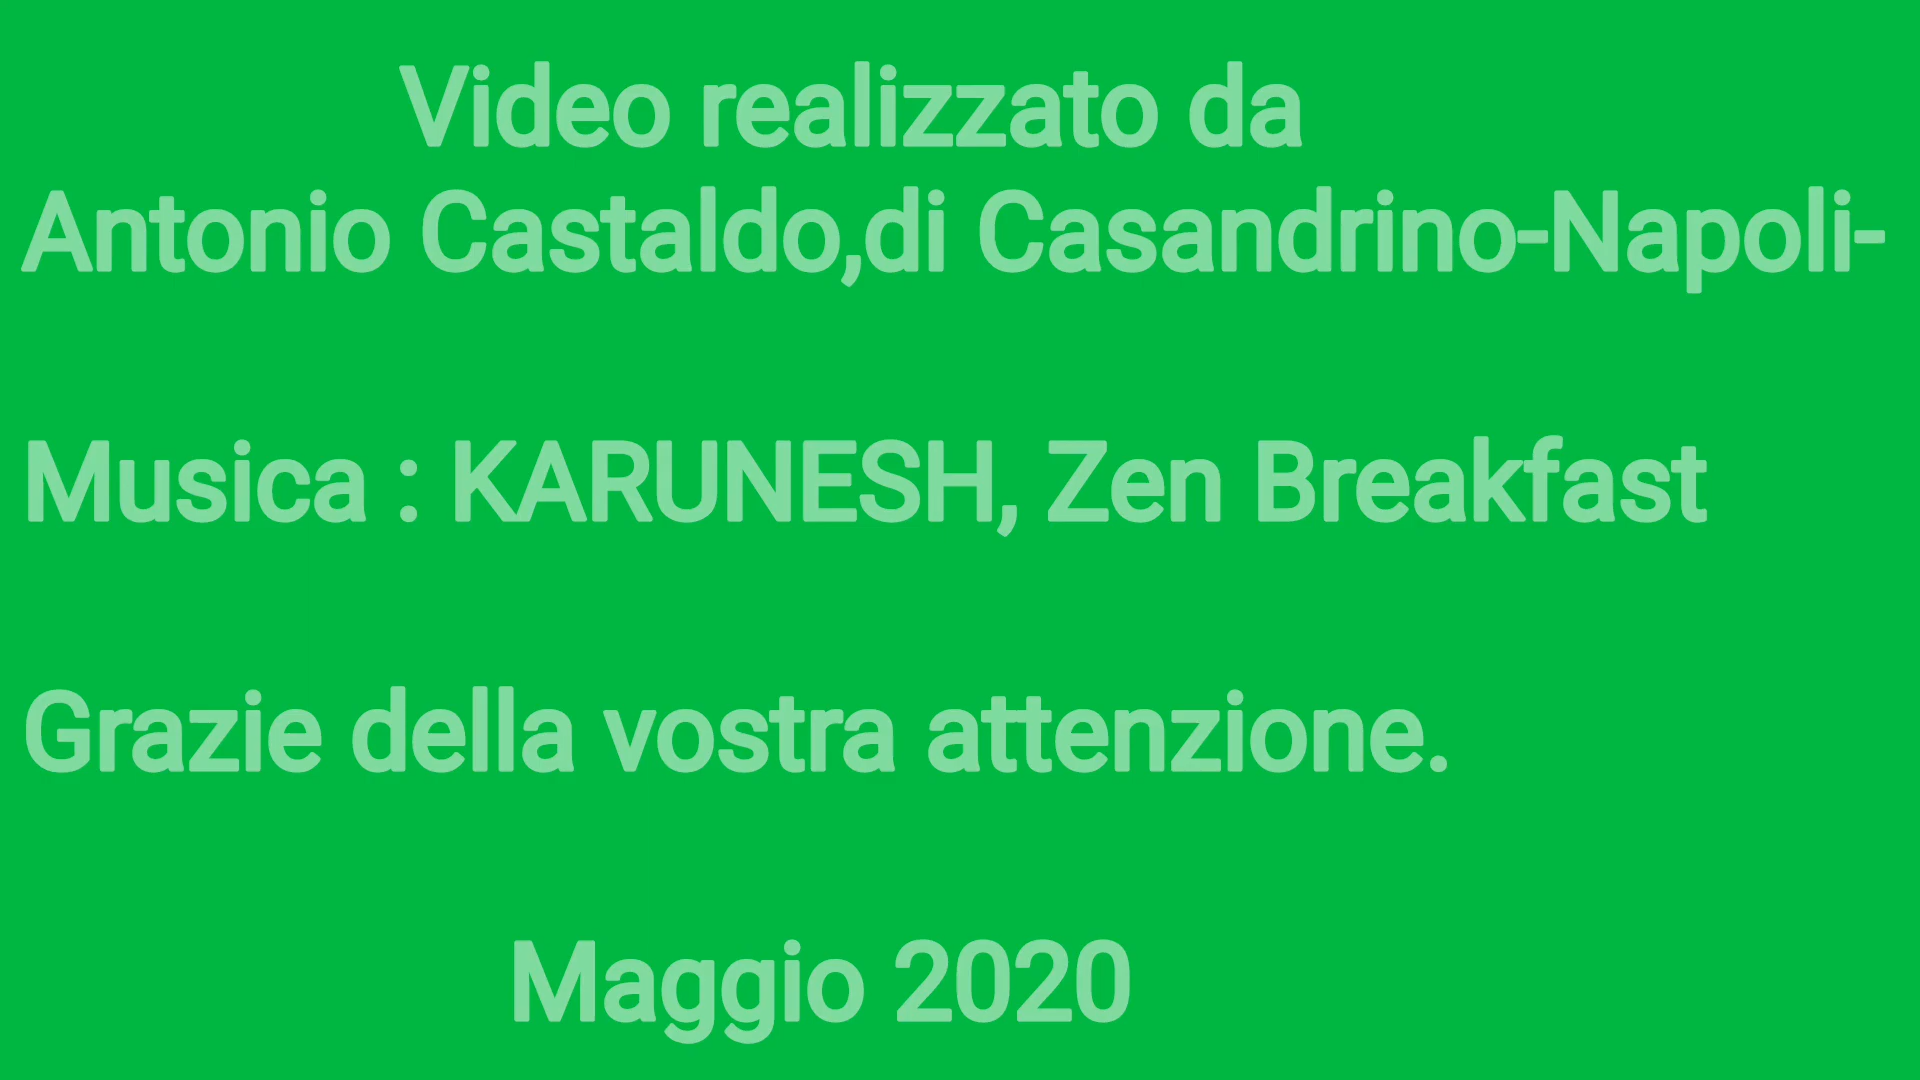 Video realizzato da
Antonio Castaldo,di Casandrino-Napoli-
Musica : KARUNESH, Zen Breakfast
Grazie della vostra attenzione.
Maggio 2020